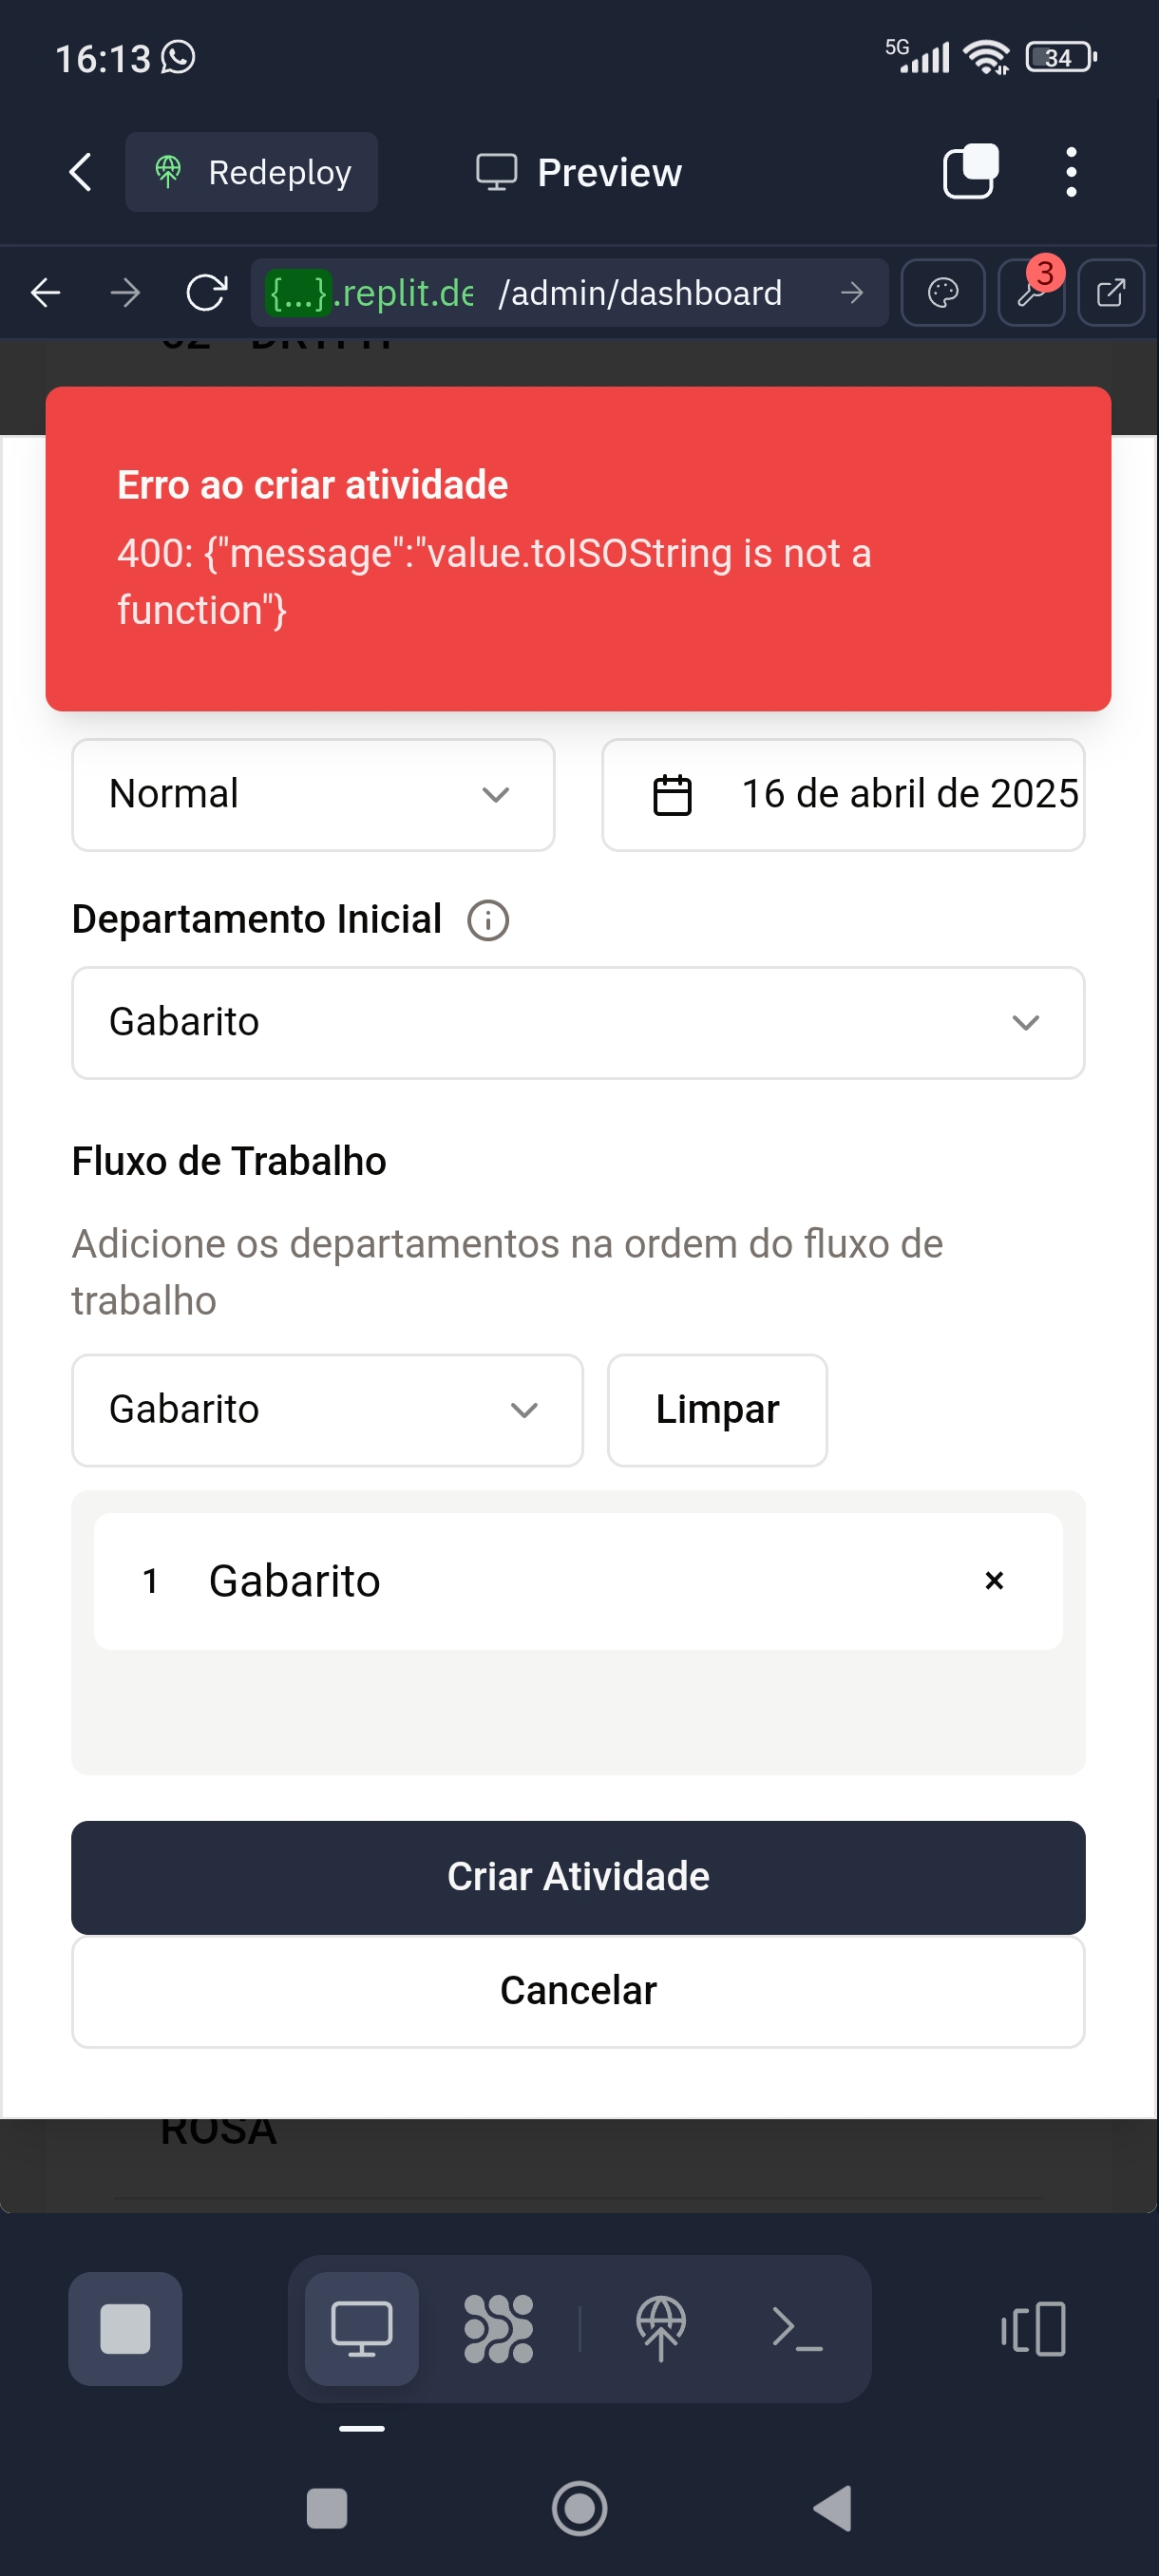 16:13
5G
34
Redeploy
Preview
{...}.replit.de /admin/dashboard
3
Erro ao criar atividade
400: {"message":"value.toISOString is not a
function"}
Normal
16 de abril de 2025
Departamento Inicial
Gabarito
Fluxo de Trabalho
Adicione os departamentos na ordem do fluxo de
trabalho
Gabarito
Limpar
1 Gabarito ×
Criar Atividade
Cancelar
ROSA